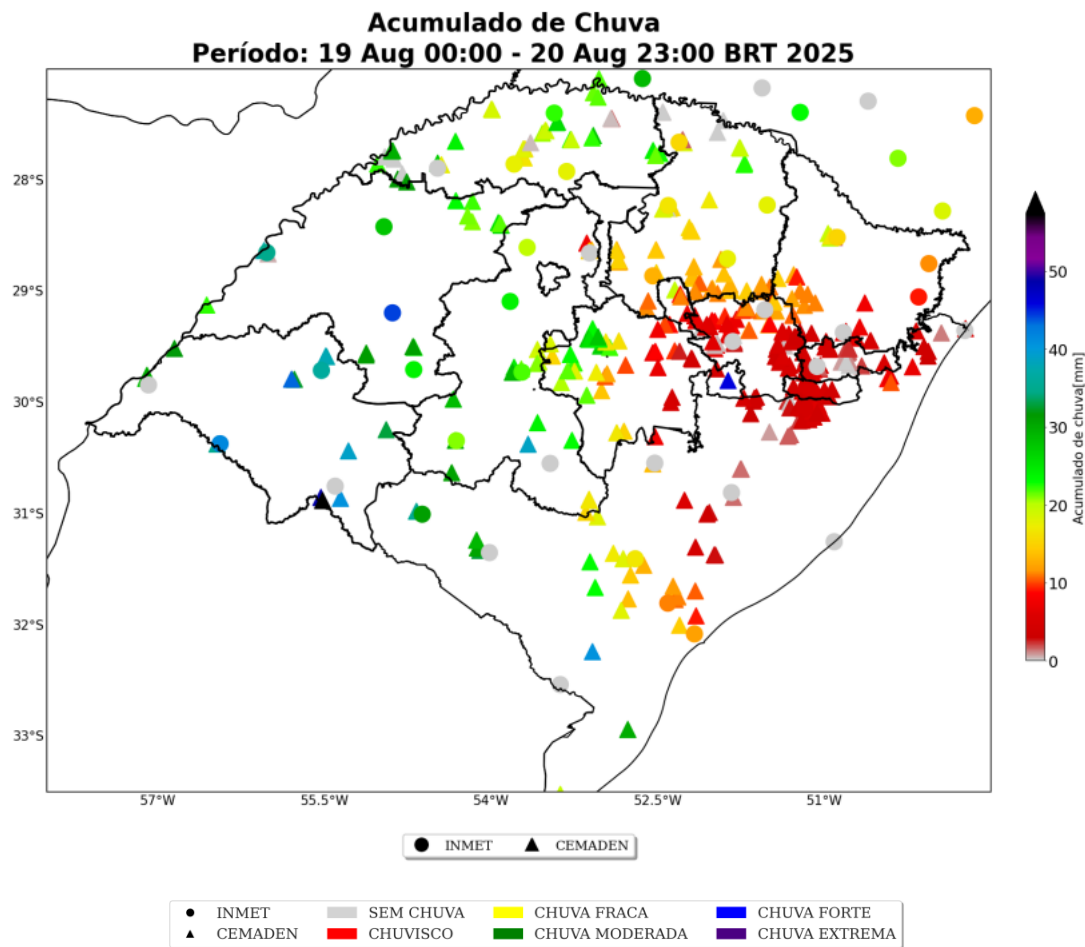 Acumulado de Chuva
Período: 19 Aug 00:00 - 20 Aug 23:00 BRT 2025
28°S
29°S
30°S
31°S
32°S
33°S
57°W
55.5°W
54°W
52.5°W
51°W
50
40
30
20
10
0
Acumulado de chuva[mm]
INMET
CEMADEN
INMET
SEM CHUVA
CHUVA FRACA
CHUVA FORTE
CEMADEN
CHUVISCO
CHUVA MODERADA
CHUVA EXTREMA